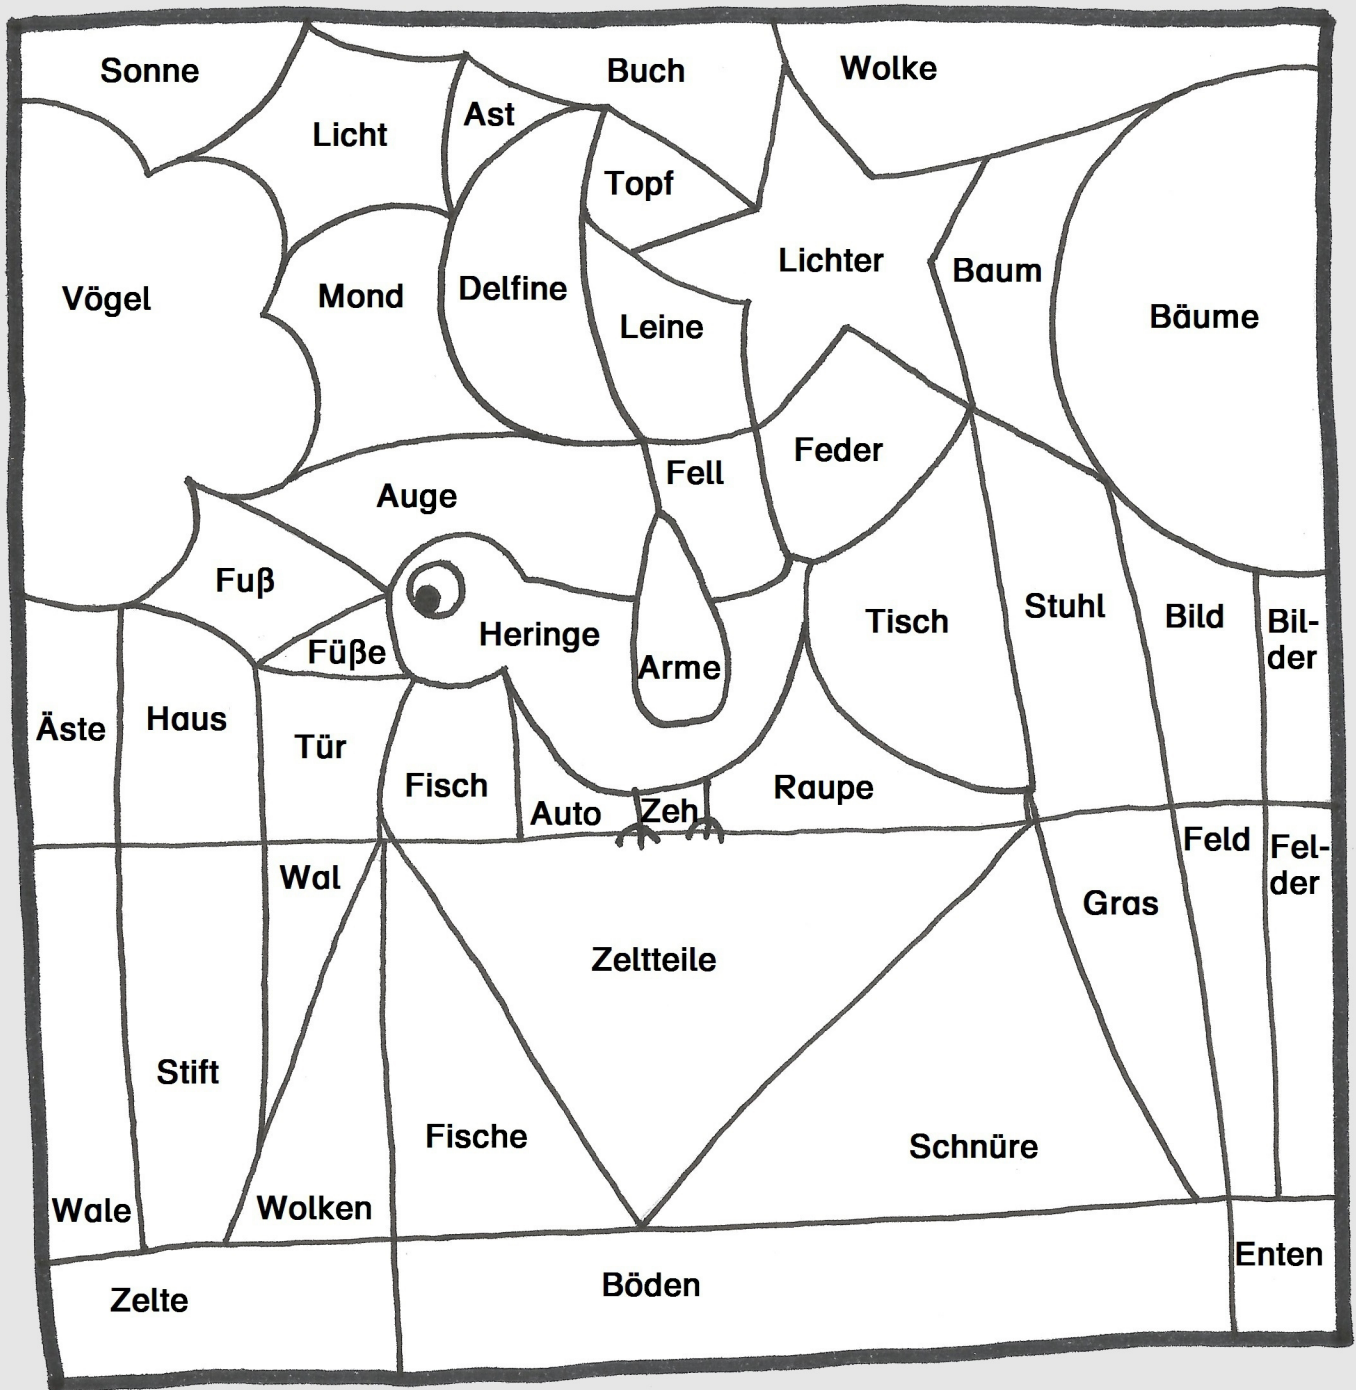 Sonne
Buch
Wolke
Licht
Ast
Topf
Vögel
Mond
Delfine
Lichter
Baum
Leine
Bäume
Auge
Fell
Feder
Fuß
Füße
Heringe
Arme
Tisch
Stuhl
Bild
Bil-
der
Äste
Haus
Tür
Fisch
Auto
Zeh
Raupe
Wal
Feld
Fel-
der
Gras
Zeltteile
Stift
Fische
Schnüre
Wale
Wolken
Zelte
Böden
Enten